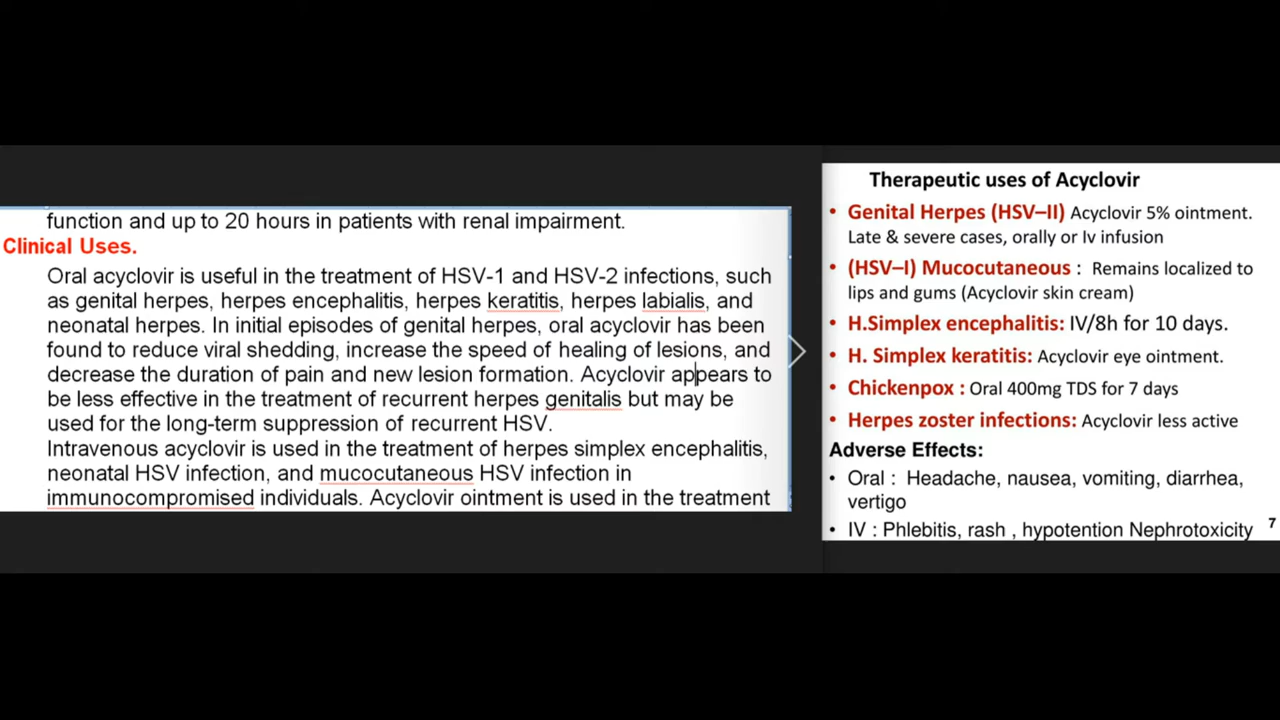 function and up to 20 hours in patients with renal impairment.
Clinical Uses.
Oral acyclovir is useful in the treatment of HSV-1 and HSV-2 infections, such
as genital herpes, herpes encephalitis, herpes keratitis, herpes labialis, and
neonatal herpes. In initial episodes of genital herpes, oral acyclovir has been
found to reduce viral shedding, increase the speed of healing of lesions, and
decrease the duration of pain and new lesion formation. Acyclovir appears to
be less effective in the treatment of recurrent herpes genitalis but may be
used for the long-term suppression of recurrent HSV.
Intravenous acyclovir is used in the treatment of herpes simplex encephalitis,
neonatal HSV infection, and mucocutaneous HSV infection in
immunocompromised individuals. Acyclovir ointment is used in the treatment
Therapeutic uses of Acyclovir
• Genital Herpes (HSV–II) Acyclovir 5% ointment.
Late & severe cases, orally or Iv infusion
• (HSV–I) Mucocutaneous : Remains localized to
lips and gums (Acyclovir skin cream)
• H.Simplex encephalitis: IV/8h for 10 days.
• H. Simplex keratitis: Acyclovir eye ointment.
• Chickenpox : Oral 400mg TDS for 7 days
• Herpes zoster infections: Acyclovir less active
Adverse Effects:
• Oral : Headache, nausea, vomiting, diarrhea,
vertigo
• IV : Phlebitis, rash , hypotention Nephrotoxicity
7